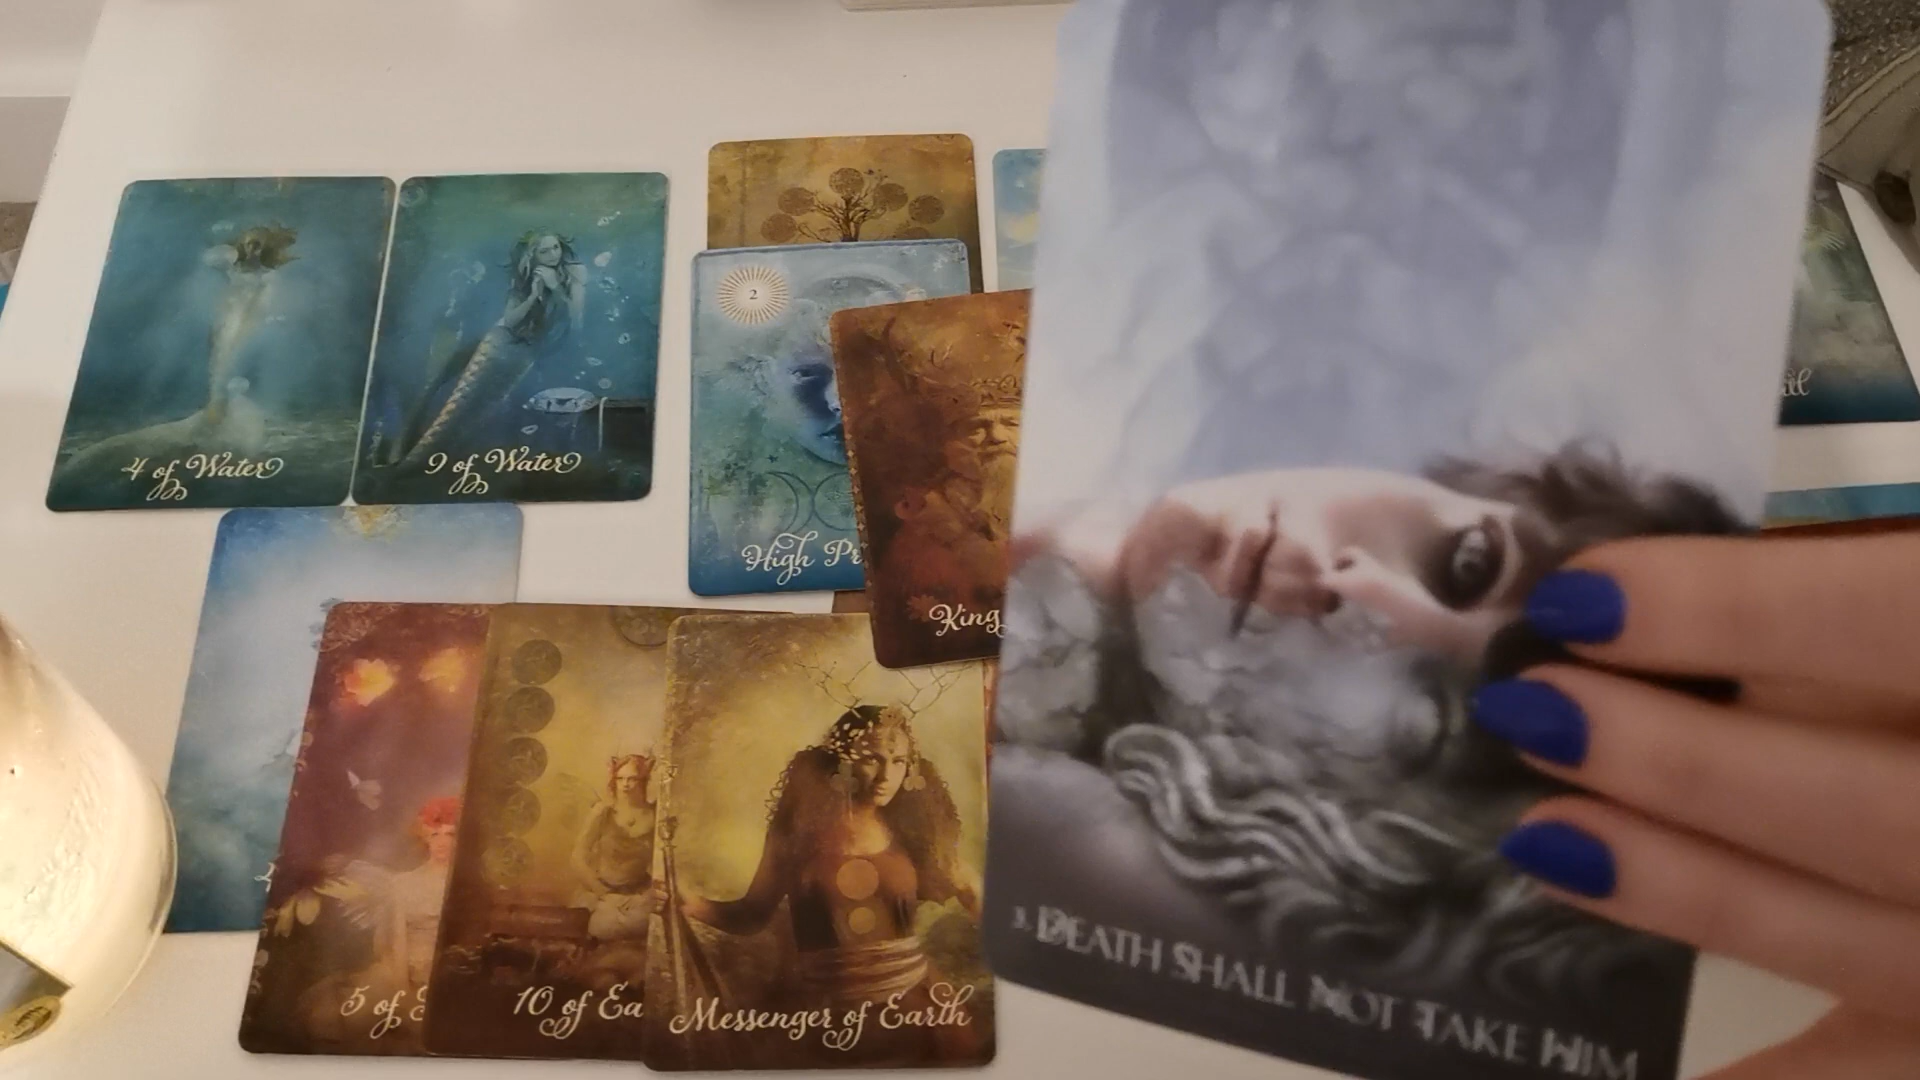 4 of Water
9 of Water
2
High Pr
King
5 of
10 of Ea
Messenger of Earth
3. DEATH SHALL NOT TAKE HIM